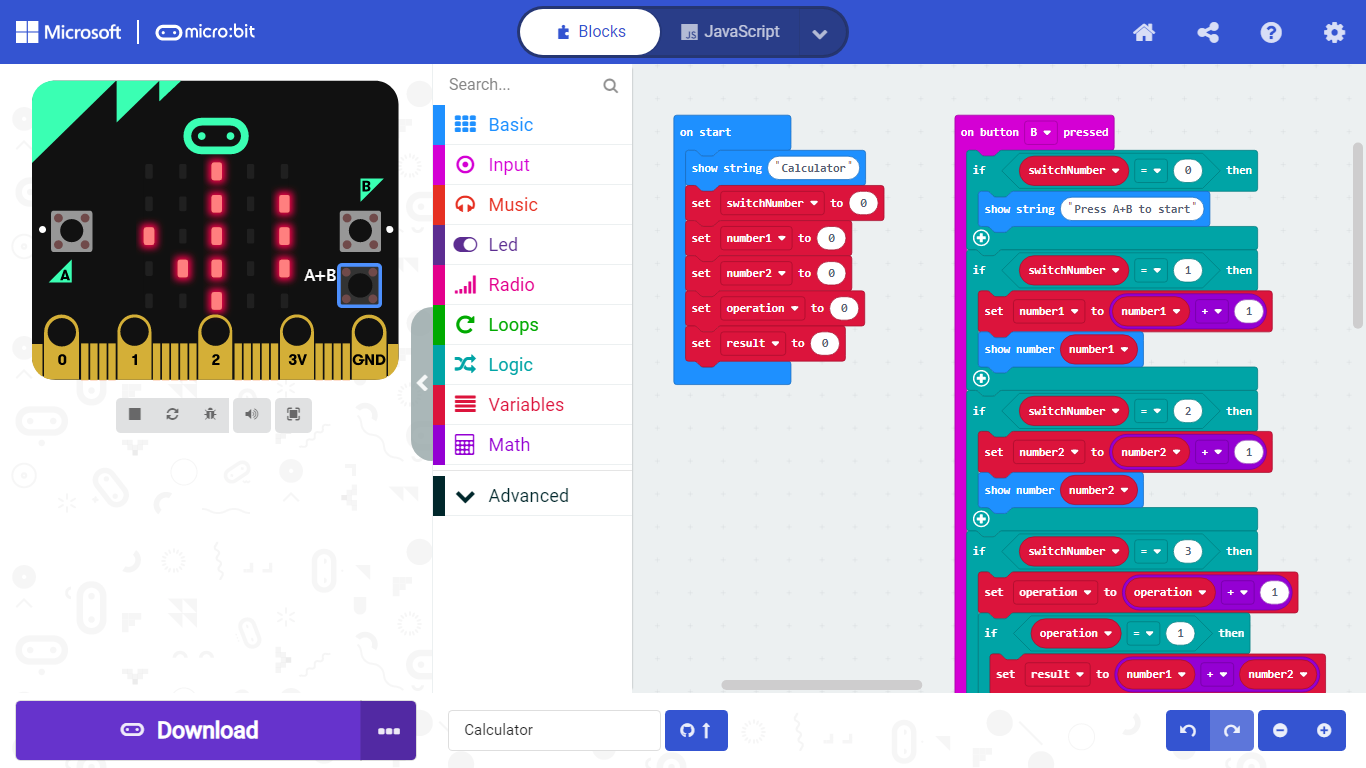 Microsoft micro:bit
Blocks
JavaScript
B
A
A+B
0 1 2 3V GND
Search...
Basic
Input
Music
Led
Radio
Loops
Logic
Variables
Math
Advanced
on start
show string "Calculator"
set switchNumber to 0
set number1 to 0
set number2 to 0
set operation to 0
set result to 0
on button B pressed
if switchNumber = 0 then
show string "Press A+B to start"
if switchNumber = 1 then
set number1 to number1 + 1
show number number1
if switchNumber = 2 then
set number2 to number2 + 1
show number number2
if switchNumber = 3 then
set operation to operation + 1
if operation = 1 then
set result to number1 + number2
Download
Calculator